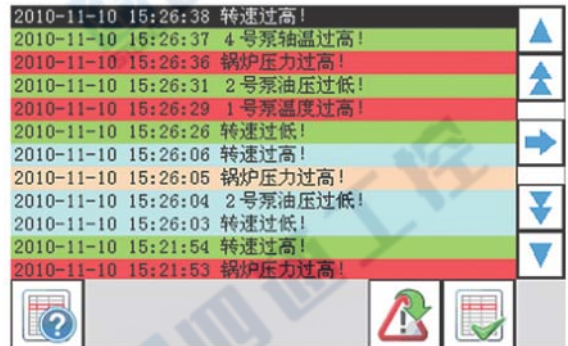 2010-11-10 15:26:38 转速过高!
2010-11-10 15:26:37 4号泵轴温过高!
2010-11-10 15:26:36 锅炉压力过高!
2010-11-10 15:26:31 2号泵油压过低!
2010-11-10 15:26:29 1号泵温度过高!
2010-11-10 15:26:26 转速过低!
2010-11-10 15:26:06 转速过高!
2010-11-10 15:26:05 锅炉压力过高!
2010-11-10 15:26:04 2号泵油压过低!
2010-11-10 15:26:03 转速过低!
2010-11-10 15:21:54 转速过高!
2010-11-10 15:21:53 锅炉压力过高!